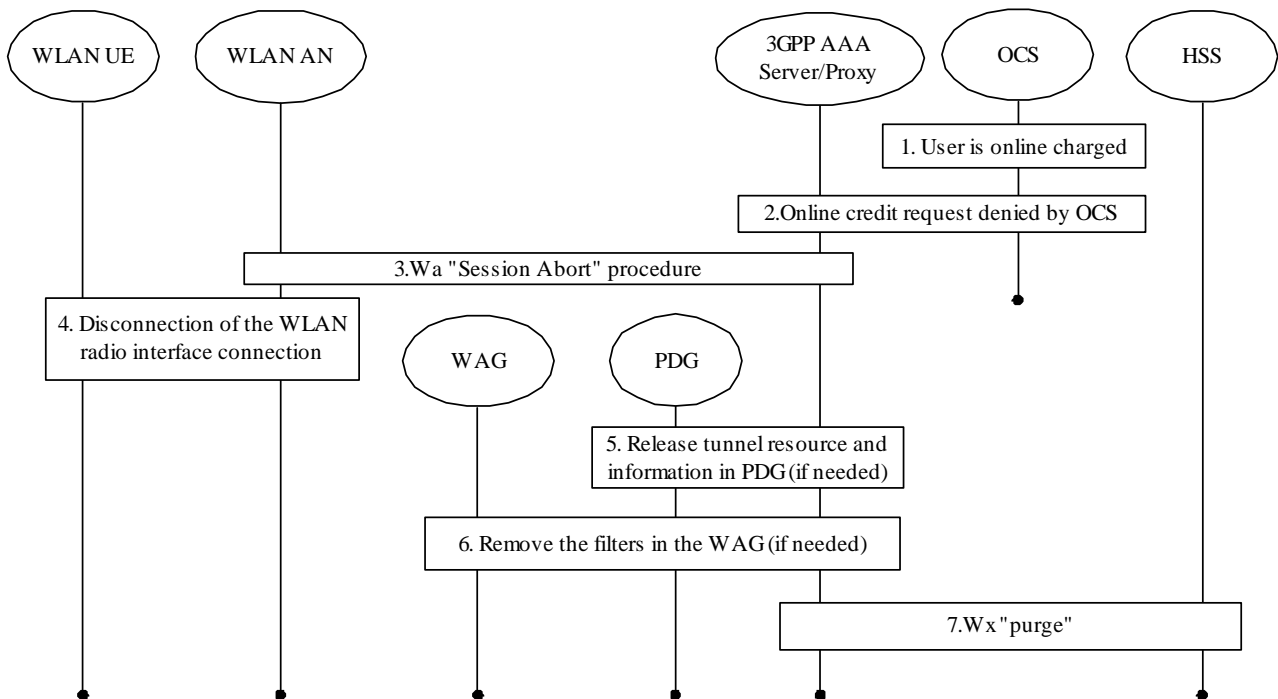 WLAN UE
WLAN AN
3GPP AAA
Server/Proxy
OCS
HSS
1. User is online charged
2.Online credit request denied by OCS
3.Wa "Session Abort" procedure
4. Disconnection of the WLAN
radio interface connection
WAG
PDG
5. Release tunnel resource and
information in PDG(if needed)
6. Remove the filters in the WAG(if needed)
7.Wx "purge"